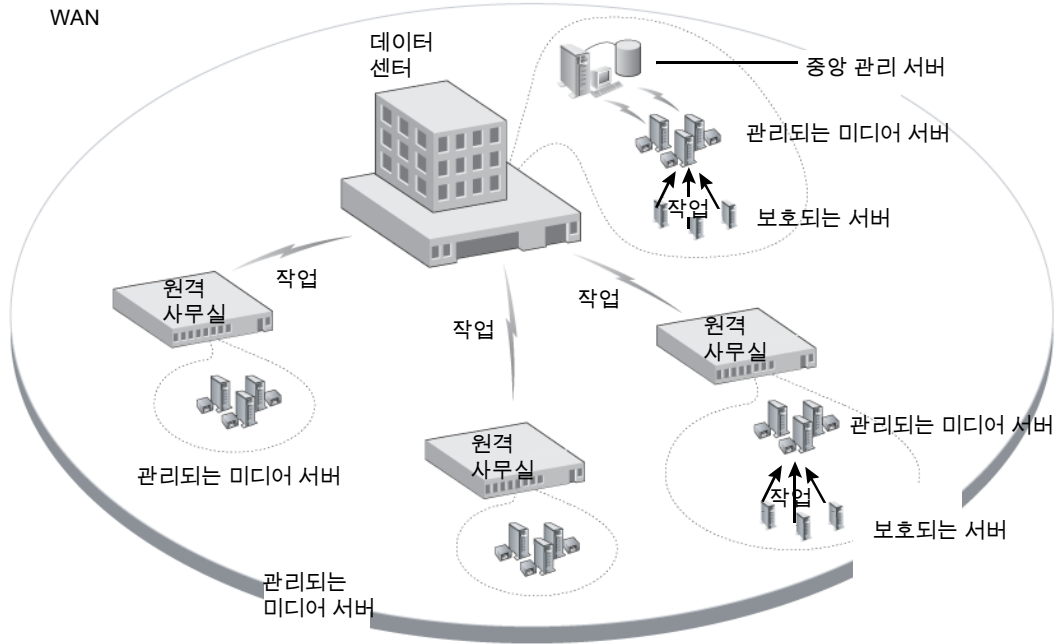 WAN
데이터
센터
중앙 관리 서버
관리되는 미디어 서버
작업
보호되는 서버
작업
작업
작업
원격
사무실
원격
사무실
관리되는 미디어 서버
관리되는 미디어 서버
원격
사무실
작업
보호되는 서버
관리되는
미디어 서버